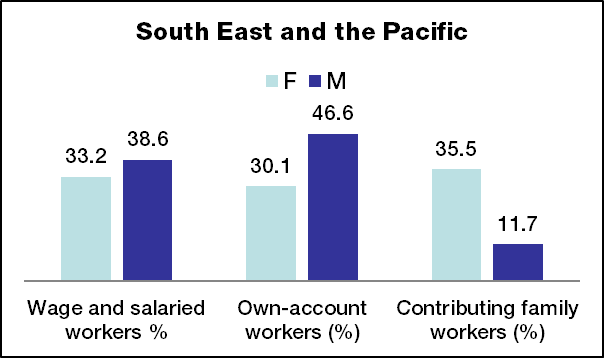 South East and the Pacific
F M
33.2 38.6 30.1 46.6 35.5 11.7
Wage and salaried
workers %
Own-account
workers (%)
Contributing family
workers (%)